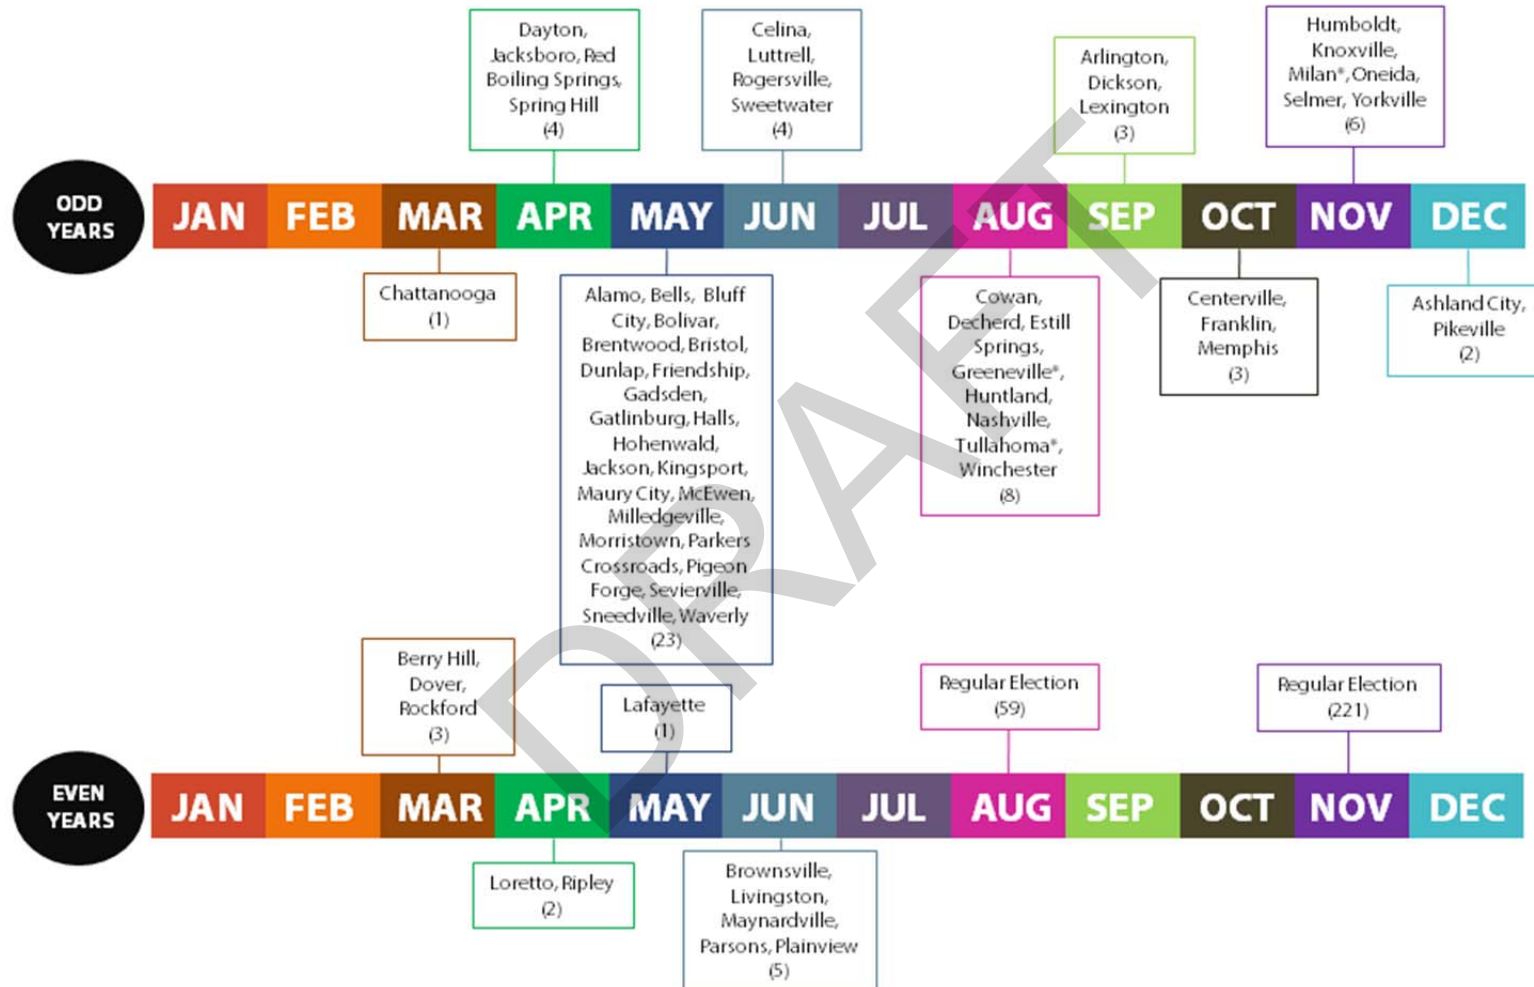 Dayton,
Jacksboro, Red
Boiling Springs,
Spring Hill
(4)
Celina,
Luttrell,
Rogersville,
Sweetwater
(4)
Arlington,
Dickson,
Lexington
(3)
Humboldt,
Knoxville,
Milan*, Oneida,
Selmer, Yorkville
(6)
ODD
YEARS
JAN FEB MAR APR MAY JUN JUL AUG SEP OCT NOV DEC
Chattanooga
(1)
Alamo, Bells, Bluff
City, Bolivar,
Brentwood, Bristol,
Dunlap, Friendship,
Gadsden,
Gatlinburg, Halls,
Hohenwald,
Jackson, Kingsport,
Maury City, McEwen,
Milledgeville,
Morristown, Parkers
Crossroads, Pigeon
Forge, Sevierville,
Sneedville, Waverly
(23)
Cowan,
Decherd, Estill
Springs,
Greeneville*,
Huntland,
Nashville,
Tullahoma*,
Winchester
(8)
Centerville,
Franklin,
Memphis
(3)
Ashland City,
Pikeville
(2)
DRAFT
Berry Hill,
Dover,
Rockford
(3)
Lafayette
(1)
Regular Election
(59)
Regular Election
(221)
EVEN
YEARS
JAN FEB MAR APR MAY JUN JUL AUG SEP OCT NOV DEC
Loretto, Ripley
(2)
Brownsville,
Livingston,
Maynardville,
Parsons, Plainview
(5)